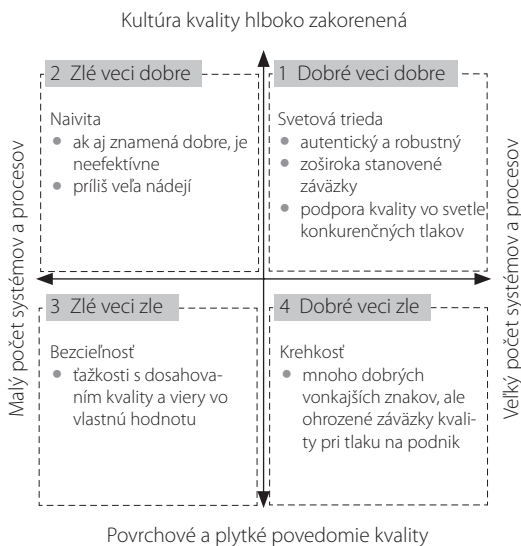 Kultúra kvality hlboko zakorenená
2 Zlé veci dobre
Naivita
• ak aj znamená dobre, je
neefektívne
• príliš veľa nádejí
1 Dobré veci dobre
Svetová trieda
• autentický a robustný
• zoširoka stanovené
záväzky
• podpora kvality vo svetle
konkurenčných tlakov
Malý počet systémov a procesov
Veľký počet systémov a procesov
3 Zlé veci zle
Bezcieľnosť
• ťažkosti s dosahova-
ním kvality a viery vo
vlastnú hodnotu
4 Dobré veci zle
Krehkosť
• mnoho dobrých
vonkajších znakov, ale
ohrozené záväzky kvali-
ty pri tlaku na podnik
Povrchové a plytké povedomie kvality